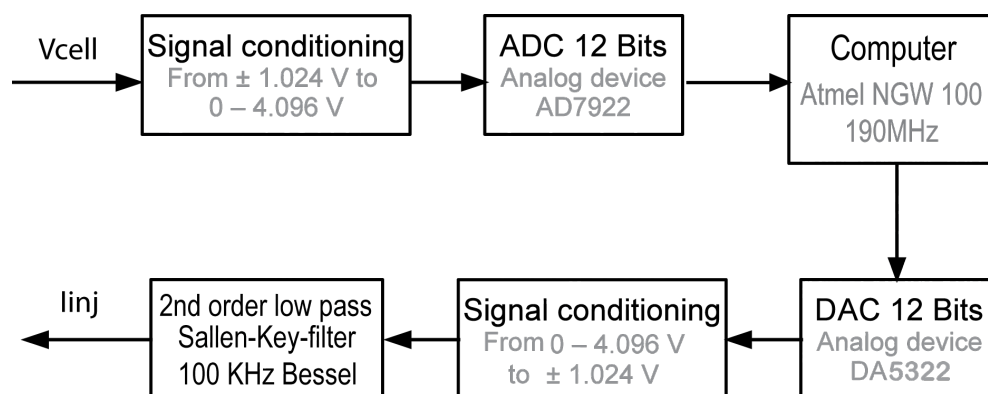 Vcell
Signal conditioning
From ± 1.024 V to
0 – 4.096 V
ADC 12 Bits
Analog device
AD7922
Computer
Atmel NGW 100
190MHz
Iinj
2nd order low pass
Sallen-Key-filter
100 KHz Bessel
Signal conditioning
From 0 – 4.096 V
to ± 1.024 V
DAC 12 Bits
Analog device
DA5322